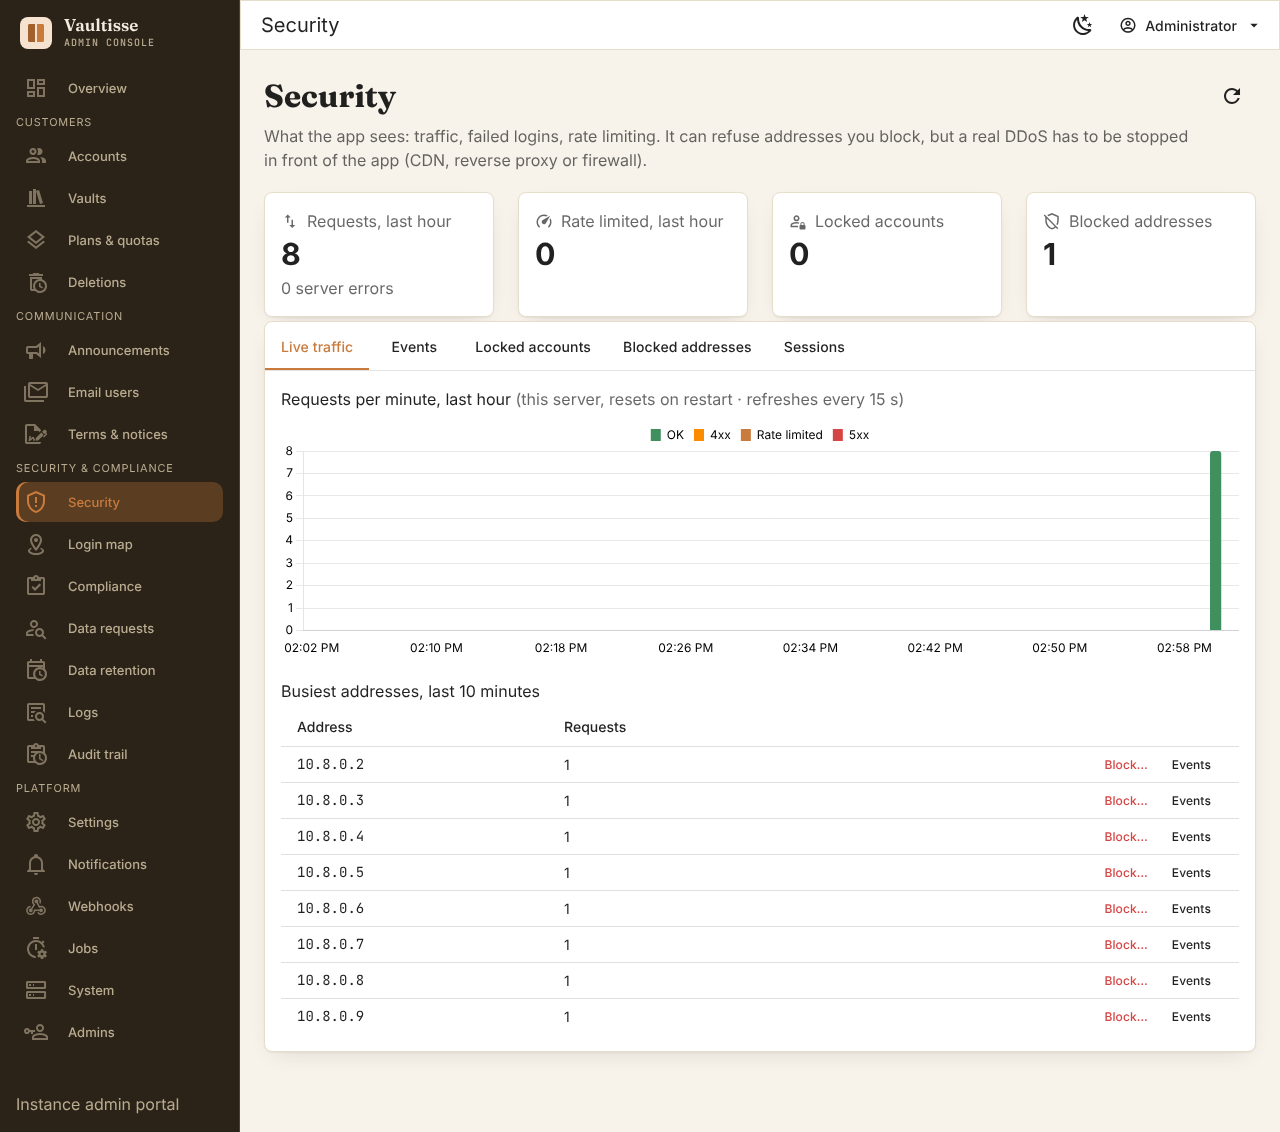 Vaultisse
ADMIN CONSOLE
Overview
CUSTOMERS
Accounts
Vaults
Plans & quotas
Deletions
COMMUNICATION
Announcements
Email users
Terms & notices
SECURITY & COMPLIANCE
Security
Login map
Compliance
Data requests
Data retention
Logs
Audit trail
PLATFORM
Settings
Notifications
Webhooks
Jobs
System
Admins
Instance admin portal
Security
Administrator
Security
What the app sees: traffic, failed logins, rate limiting. It can refuse addresses you block, but a real DDoS has to be stopped
in front of the app (CDN, reverse proxy or firewall).
Requests, last hour
8
0 server errors
Rate limited, last hour
0
Locked accounts
0
Blocked addresses
1
Live traffic Events Locked accounts Blocked addresses Sessions
Requests per minute, last hour (this server, resets on restart · refreshes every 15 s)
OK 4xx Rate limited 5xx
8
7
6
5
4
3
2
1
0
02:02 PM 02:10 PM 02:18 PM 02:26 PM 02:34 PM 02:42 PM 02:50 PM 02:58 PM
Busiest addresses, last 10 minutes
Address Requests
10.8.0.2 1 Block... Events
10.8.0.3 1 Block... Events
10.8.0.4 1 Block... Events
10.8.0.5 1 Block... Events
10.8.0.6 1 Block... Events
10.8.0.7 1 Block... Events
10.8.0.8 1 Block... Events
10.8.0.9 1 Block... Events